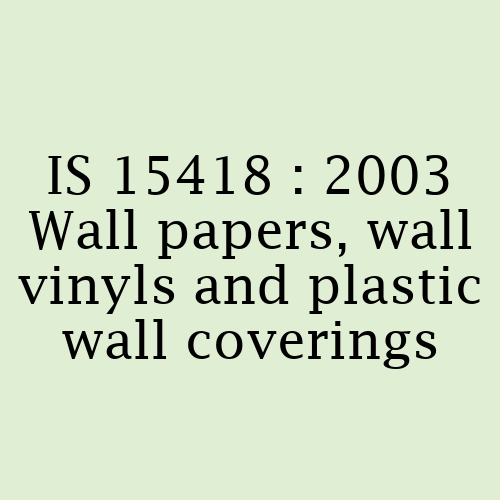 IS 15418 : 2003
Wall papers, wall
vinyls and plastic
wall coverings